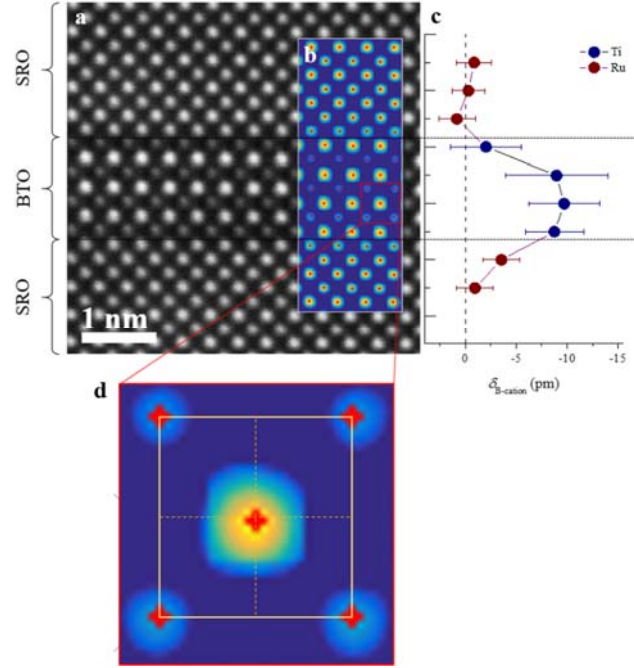 a
b
c
SRO
BTO
SRO
1 nm
Ti
Ru
0
-5
-10
-15
δB-cation (pm)
d